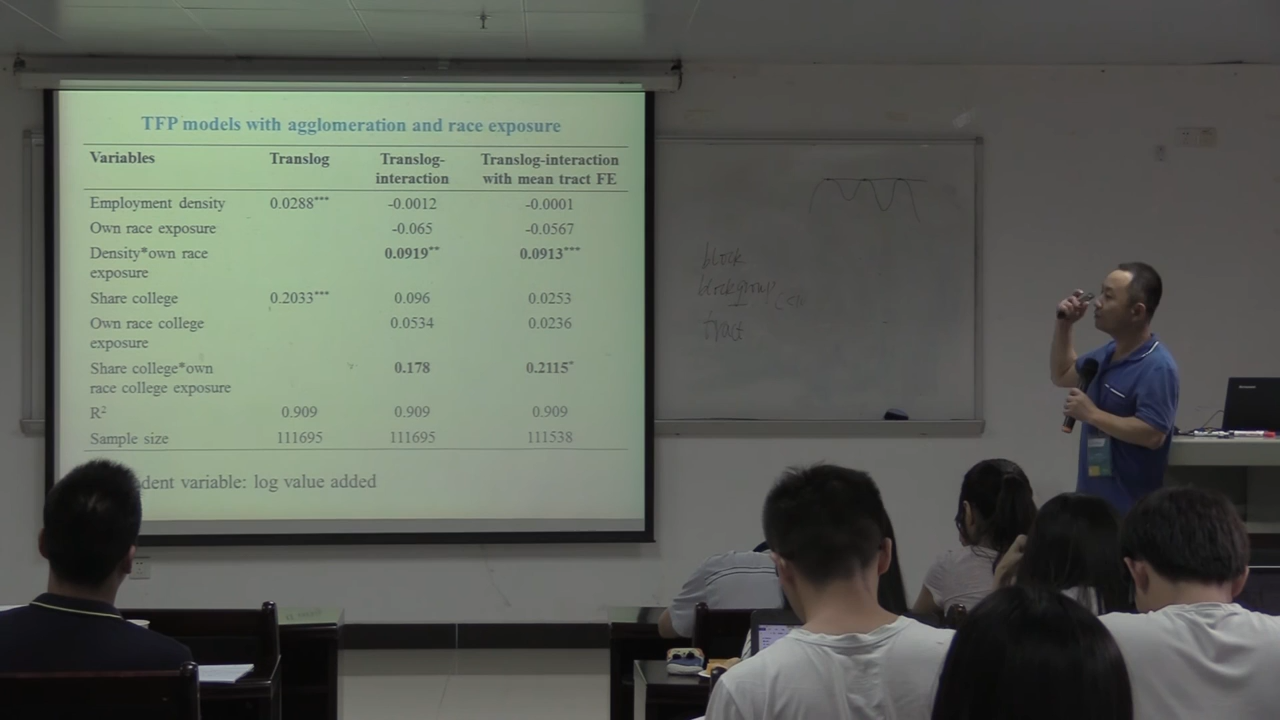 TFP models with agglomeration and race exposure
Variables Translog Translog- Translog-interaction
interaction with mean tract FE
Employment density 0.0288*** -0.0012 -0.0001
Own race exposure -0.065 -0.0567
Density*own race 0.0919** 0.0913***
exposure
Share college 0.2033*** 0.096 0.0253
Own race college 0.0534 0.0236
exposure
Share college*own 0.178 0.2115*
race college exposure
R² 0.909 0.909 0.909
Sample size 111695 111695 111538
dent variable: log value added
block
blockgroup
tract